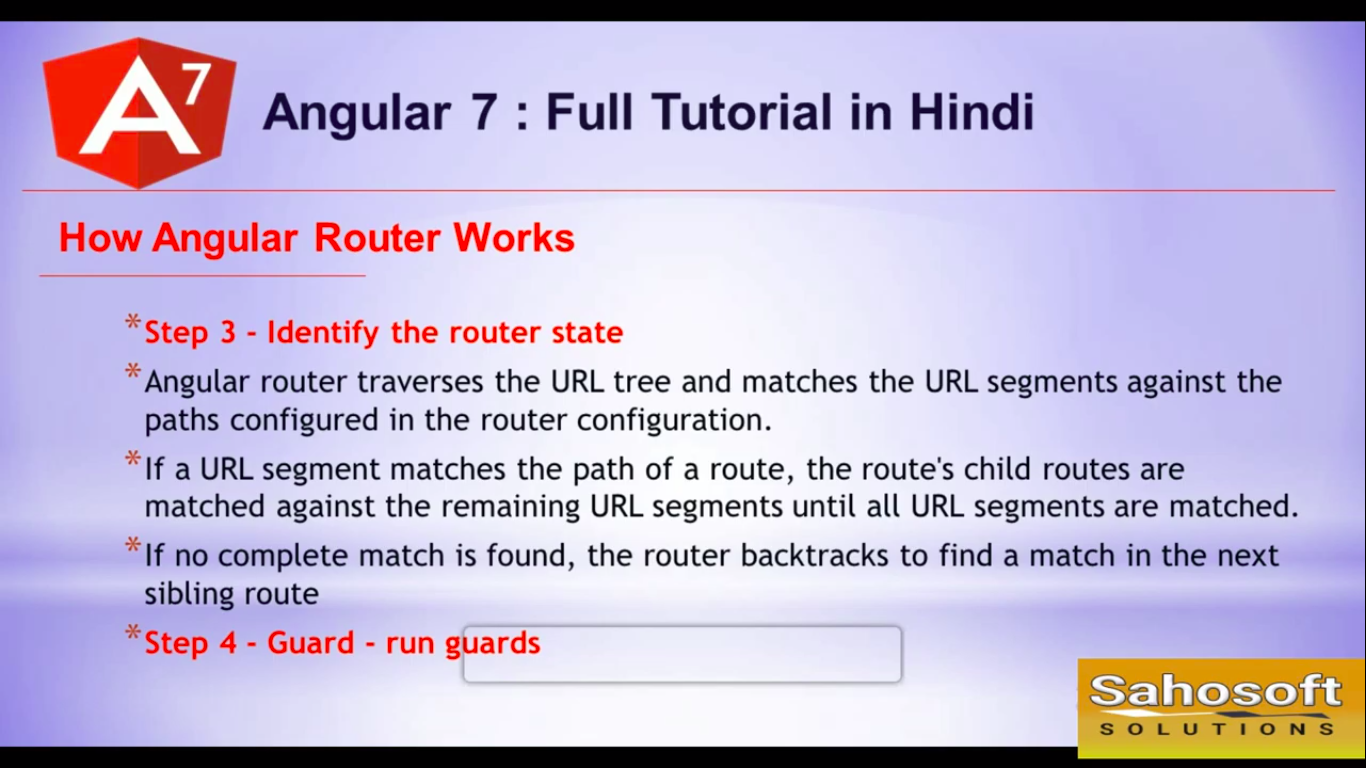 A 7
Angular 7 : Full Tutorial in Hindi
How Angular Router Works
*Step 3 - Identify the router state
*Angular router traverses the URL tree and matches the URL segments against the
paths configured in the router configuration.
*If a URL segment matches the path of a route, the route's child routes are
matched against the remaining URL segments until all URL segments are matched.
*If no complete match is found, the router backtracks to find a match in the next
sibling route
*Step 4 - Guard - run guards
Sahosoft
SOLUTIONS